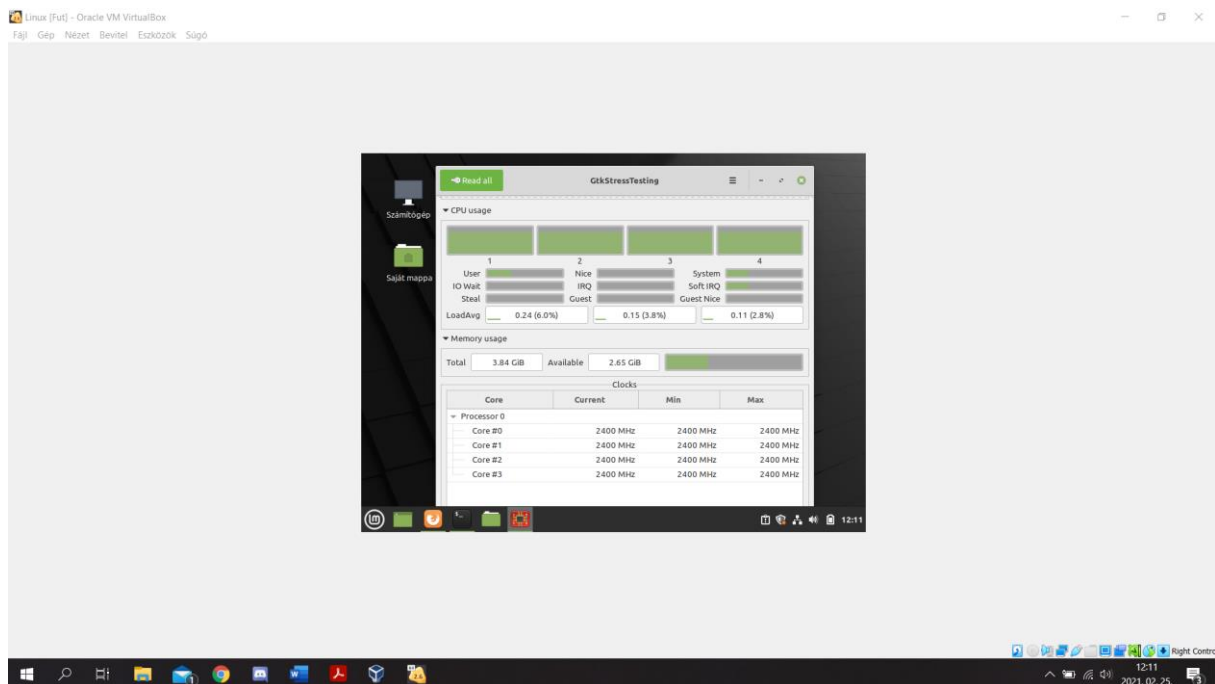 Linux [Fut] - Oracle VM VirtualBox
Fájl Gép Nézet Bevitel Eszközök Súgó
Számítógép
Saját mappa
Read all GtkStressTesting
CPU usage
1 2 3 4
User Nice System
IO Wait IRQ Soft IRQ
Steal Guest Guest Nice
LoadAvg 0.24 (6.0%) 0.15 (3.8%) 0.11 (2.8%)
Memory usage
Total 3.84 GiB Available 2.65 GiB
Clocks
Core Current Min Max
Processor 0
Core #0 2400 MHz 2400 MHz 2400 MHz
Core #1 2400 MHz 2400 MHz 2400 MHz
Core #2 2400 MHz 2400 MHz 2400 MHz
Core #3 2400 MHz 2400 MHz 2400 MHz
12:11
Right Contro
12:11
2021. 02. 25.